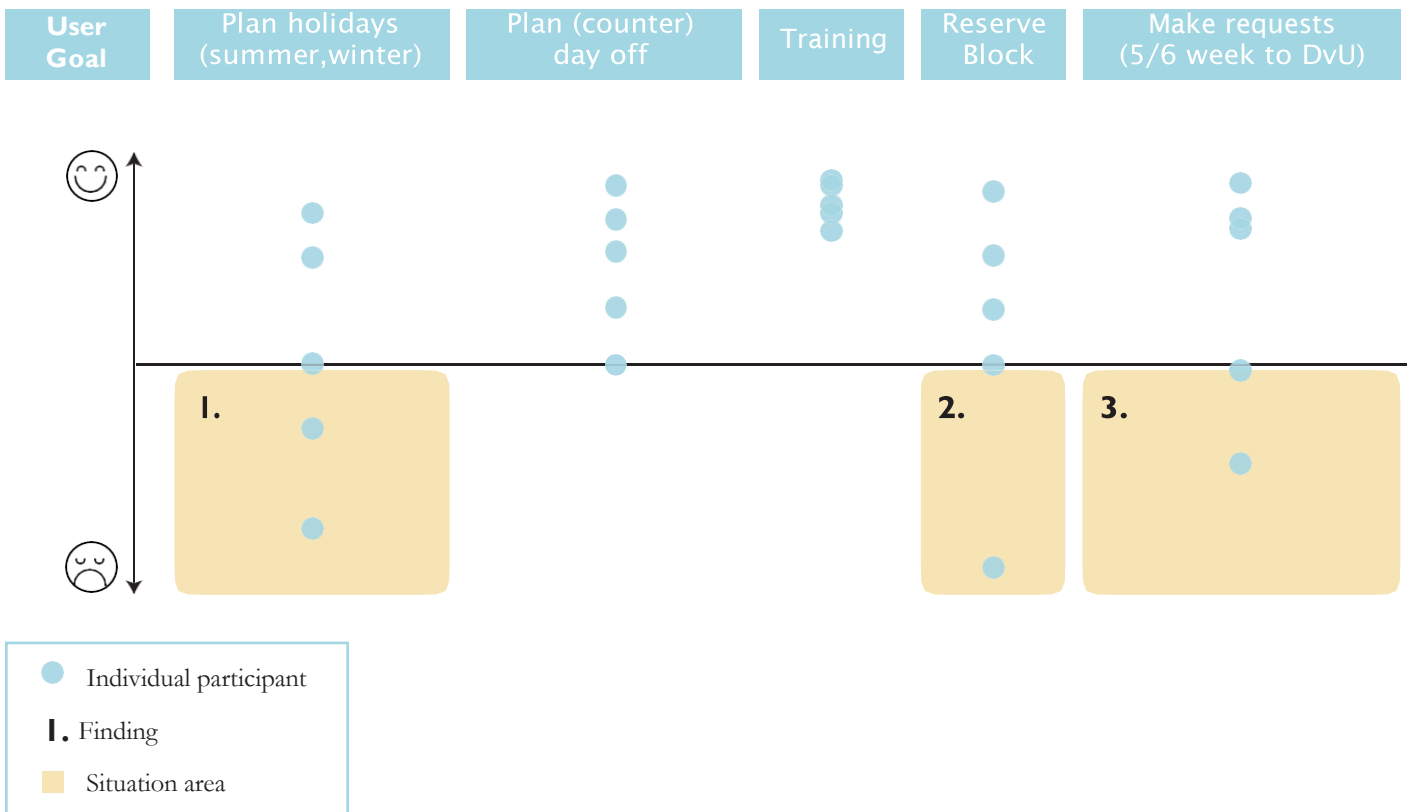 User
Goal
Plan holidays
(summer,winter)
Plan (counter)
day off
Training
Reserve
Block
Make requests
(5/6 week to DvU)
1.
2.
3.
Individual participant
1. Finding
Situation area